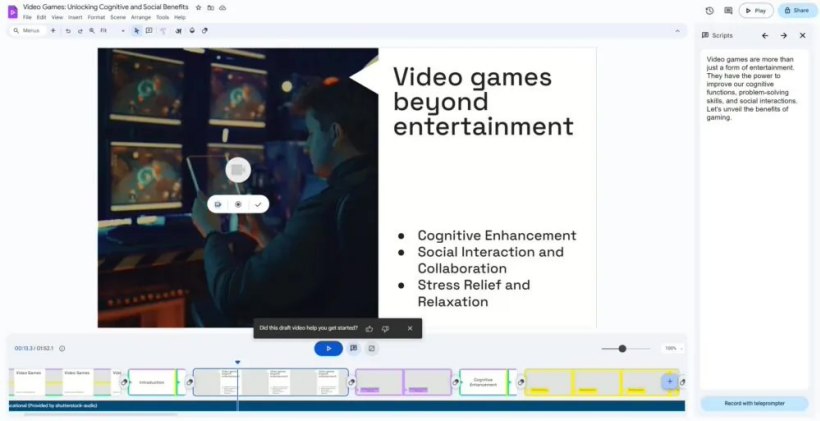 Video Games: Unlocking Cognitive and Social Benefits
File Edit View Insert Format Scene Arrange Tools Help
Menus
Fit
Play
Share
Scripts
Video games are more than
just a form of entertainment.
They have the power to
improve our cognitive
functions, problem-solving
skills, and social interactions.
Let's unveil the benefits of
gaming.
Video games
beyond
entertainment
● Cognitive Enhancement
● Social Interaction and
Collaboration
● Stress Relief and
Relaxation
Did this draft video help you get started?
00:13.3 / 01:52.1
100%
Video Games
Video Games
Video
Introduction
Cognitive
Enhancement
ocational (Provided by shutterstock-audio)
Record with teleprompter